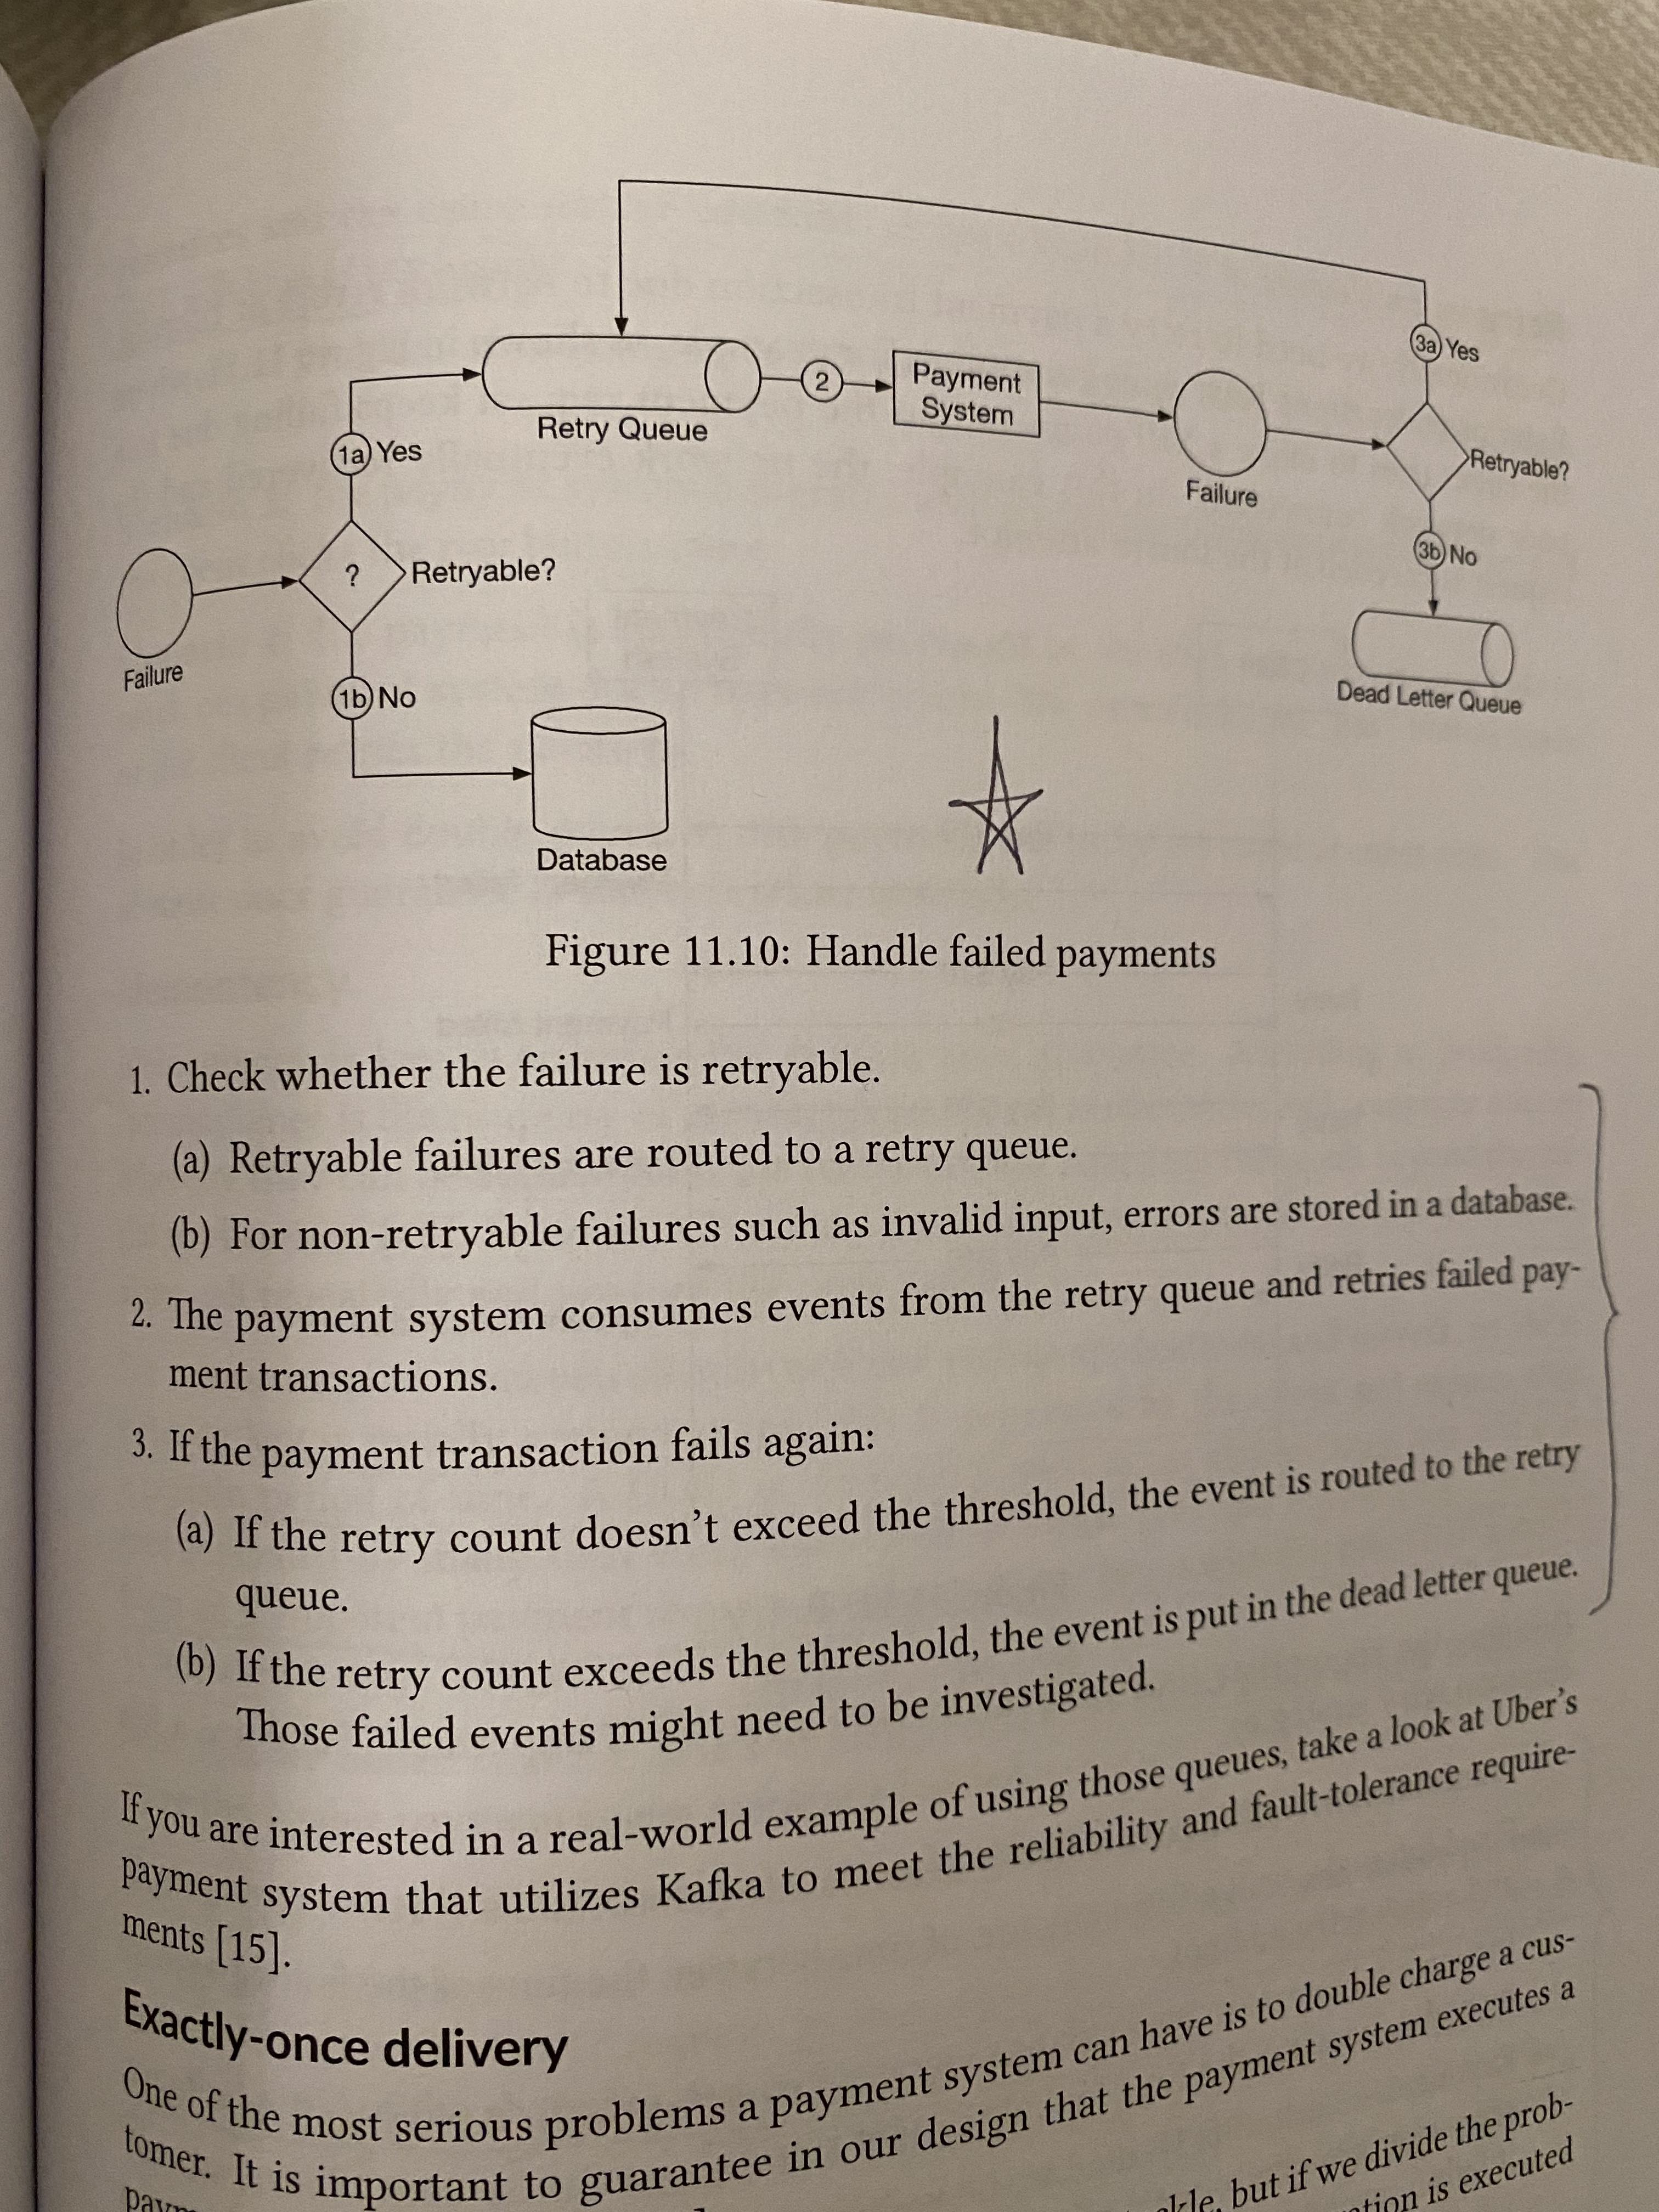 3a Yes
2
Payment
System
Retry Queue
1a Yes
Retryable?
Failure
? Retryable?
3b No
Failure
1b No
Dead Letter Queue
Database
Figure 11.10: Handle failed payments
1. Check whether the failure is retryable.
(a) Retryable failures are routed to a retry queue.
(b) For non-retryable failures such as invalid input, errors are stored in a database.
2. The payment system consumes events from the retry queue and retries failed pay-
ment transactions.
3. If the payment transaction fails again:
(a) If the retry count doesn't exceed the threshold, the event is routed to the retry
queue.
(b) If the retry count exceeds the threshold, the event is put in the dead letter queue.
Those failed events might need to be investigated.
If you are interested in a real-world example of using those queues, take a look at Uber's
payment system that utilizes Kafka to meet the reliability and fault-tolerance require-
ments [15].
Exactly-once delivery
One of the most serious problems a payment system can have is to double charge a cus-
tomer. It is important to guarantee in our design that the payment system executes a
but if we divide the prob-
is executed